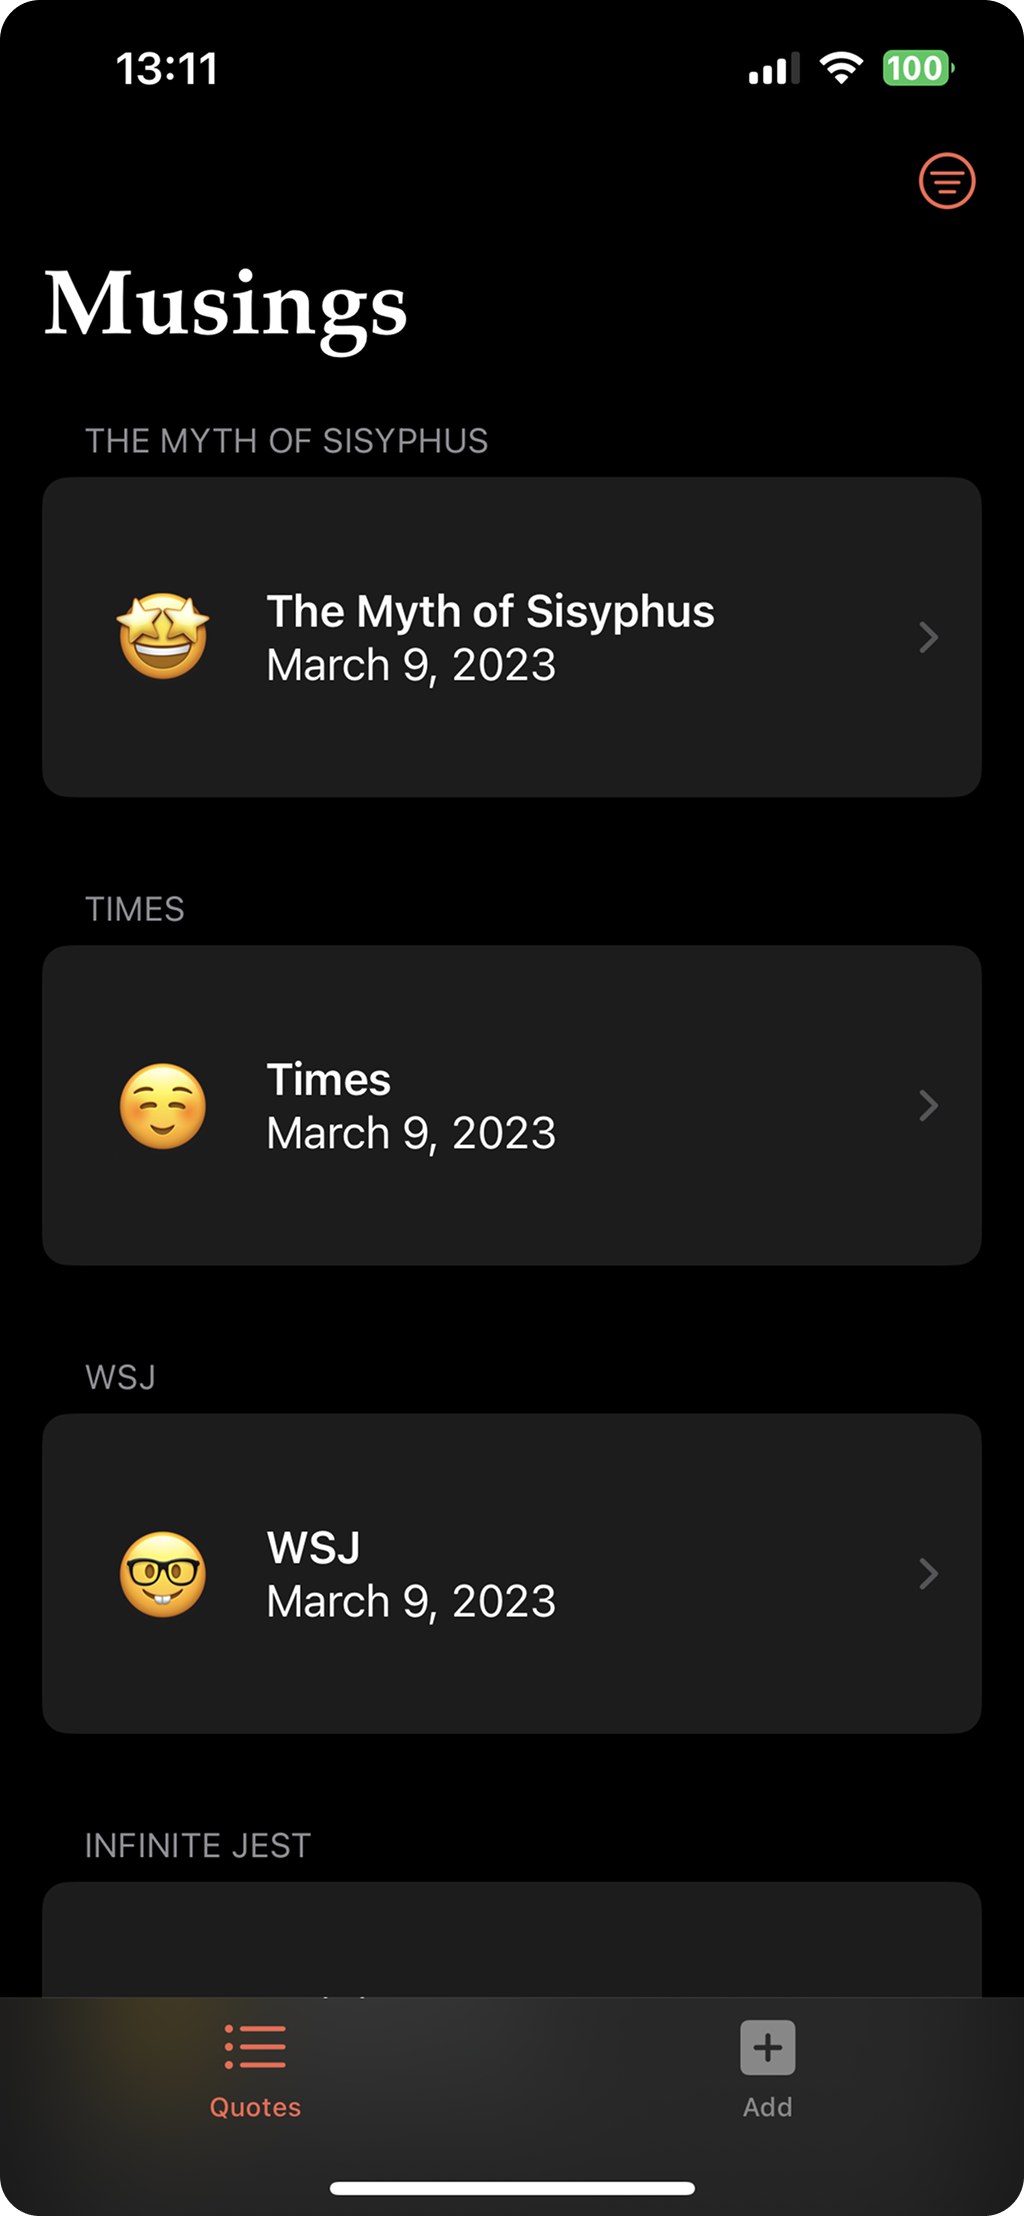 13:11
100
Musings
THE MYTH OF SISYPHUS
The Myth of Sisyphus
March 9, 2023
TIMES
Times
March 9, 2023
WSJ
WSJ
March 9, 2023
INFINITE JEST
Quotes
Add